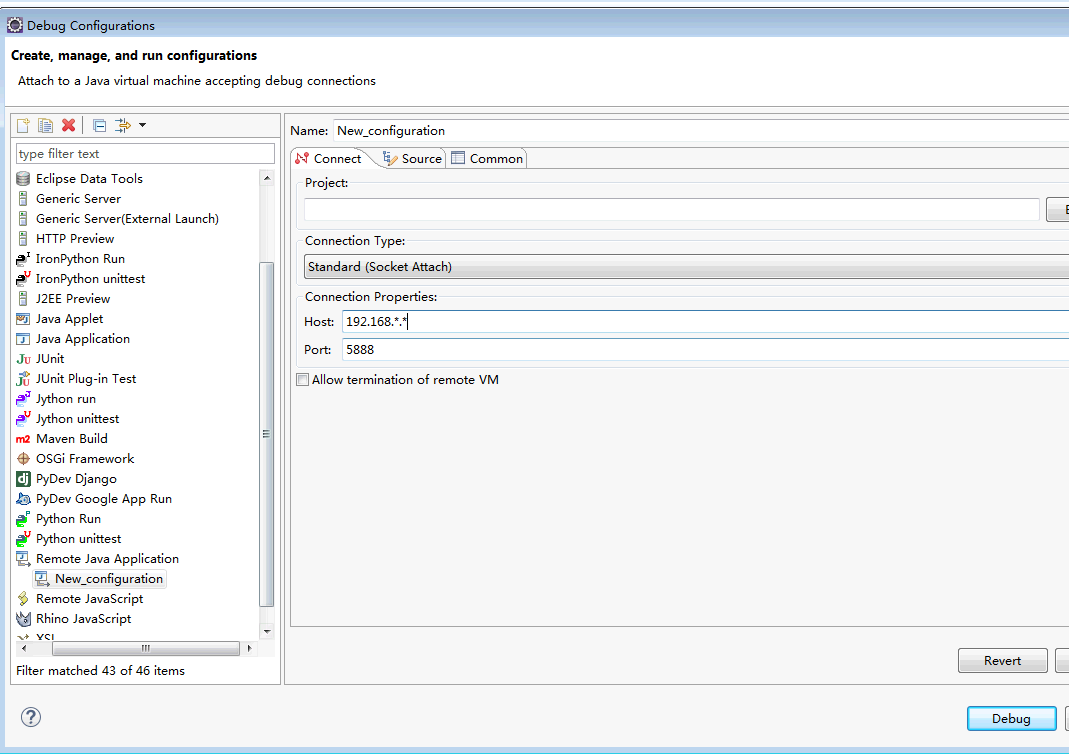 Debug Configurations
Create, manage, and run configurations
Attach to a Java virtual machine accepting debug connections
type filter text
Eclipse Data Tools
Generic Server
Generic Server(External Launch)
HTTP Preview
IronPython Run
IronPython unittest
J2EE Preview
Java Applet
Java Application
JUnit
JUnit Plug-in Test
Jython run
Jython unittest
Maven Build
OSGi Framework
PyDev Django
PyDev Google App Run
Python Run
Python unittest
Remote Java Application
New_configuration
Remote JavaScript
Rhino JavaScript
XSL
Filter matched 43 of 46 items
Name: New_configuration
Connect Source Common
Project:
Connection Type:
Standard (Socket Attach)
Connection Properties:
Host: 192.168.*.*
Port: 5888
Allow termination of remote VM
Revert
Debug